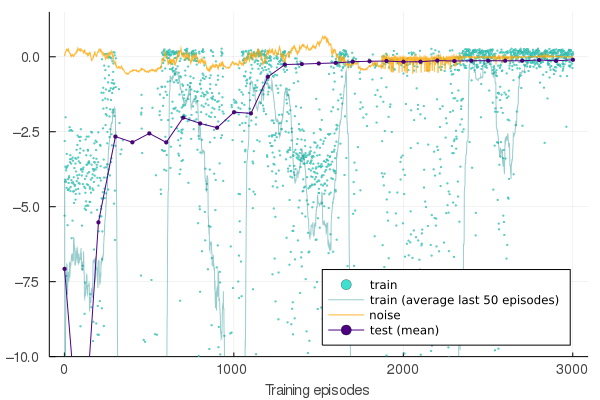 0.0
−2.5
−5.0
−7.5
−10.0
train
train (average last 50 episodes)
noise
test (mean)
0 1000 2000 3000
Training episodes